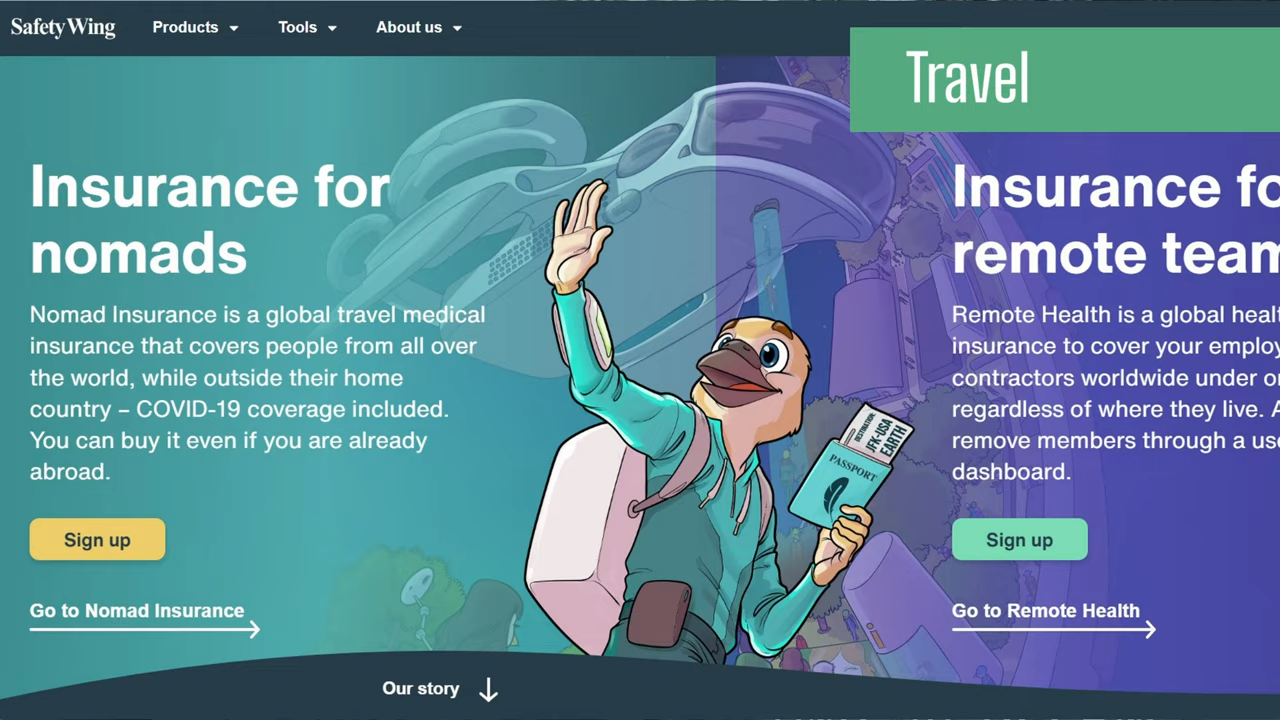 SafetyWing
Products
Tools
About us
Travel
Insurance for
nomads
Nomad Insurance is a global travel medical
insurance that covers people from all over
the world, while outside their home
country – COVID-19 coverage included.
You can buy it even if you are already
abroad.
Sign up
Go to Nomad Insurance
DESTINATION:
JFK-USA
EARTH
PASSPORT
Insurance fo
remote team
Remote Health is a global healt
insurance to cover your employ
contractors worldwide under o
regardless of where they live. A
remove members through a use
dashboard.
Sign up
Go to Remote Health
Our story